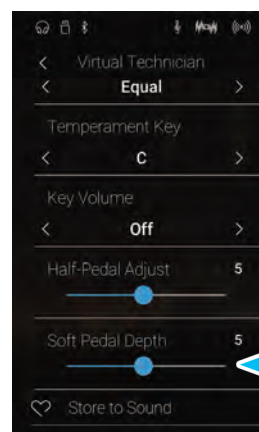 Virtual Technician
Equal
Temperament Key
C
Key Volume
Off
Half-Pedal Adjust 5
Soft Pedal Depth 5
Store to Sound